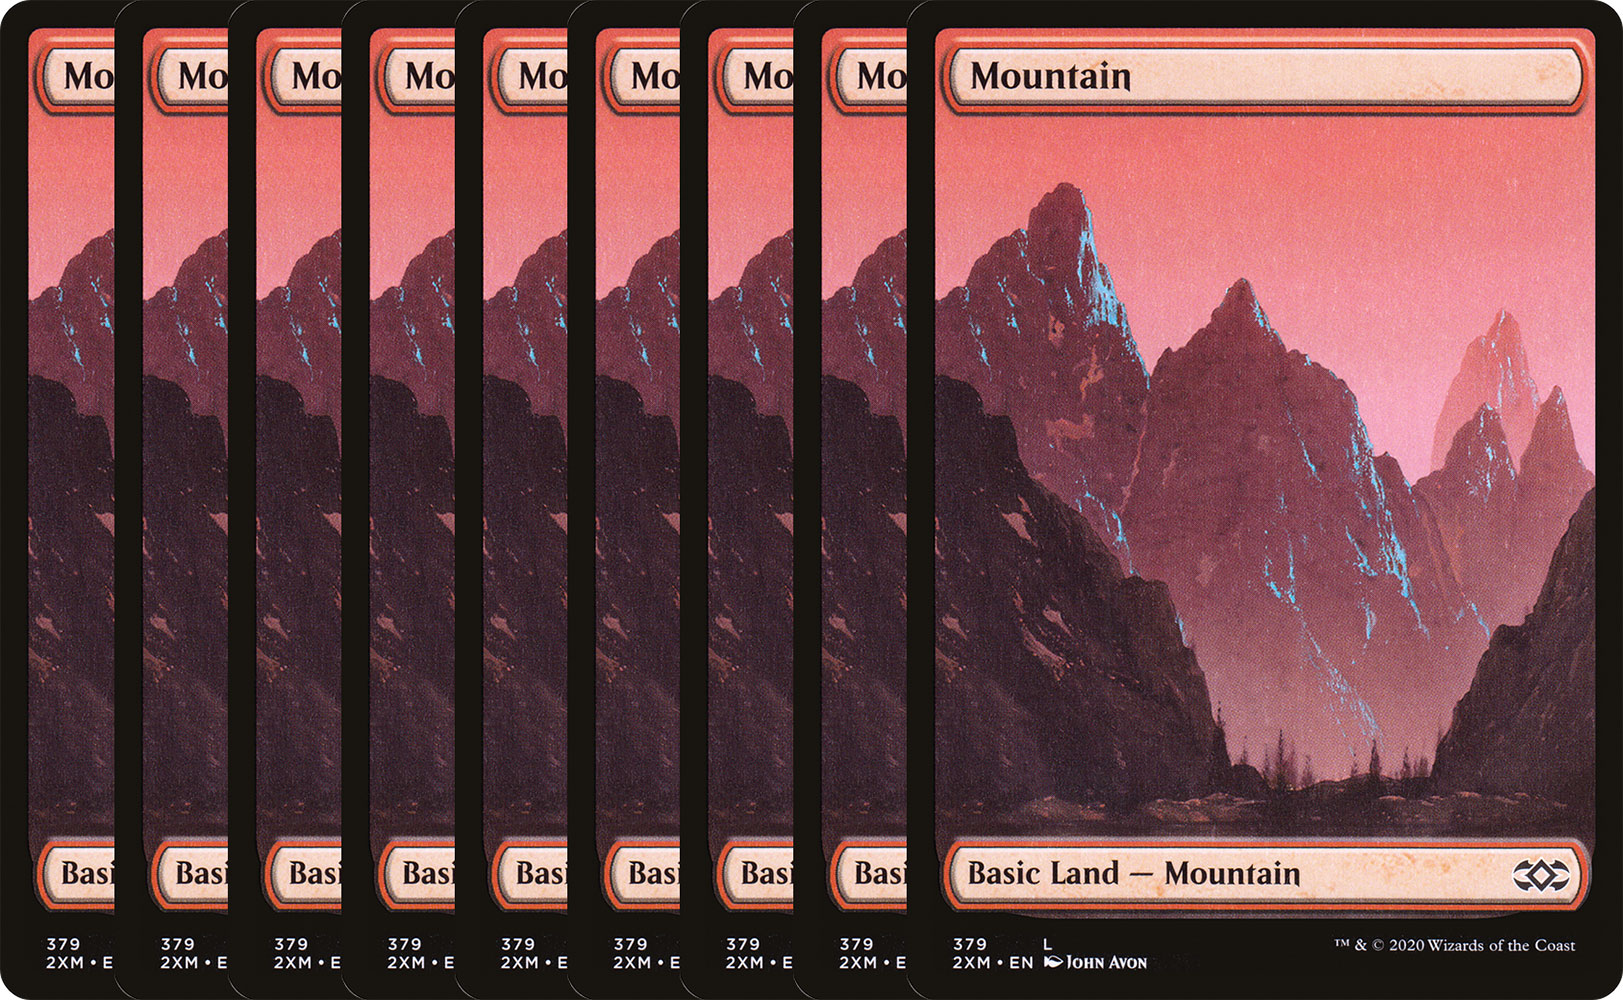 Mo Mo Mo Mo Mo Mo Mo Mo Mountain
Basi Basi Basi Basi Basi Basi Basi Basi Basic Land — Mountain
379 379 379 379 379 379 379 379 379 L ™ & © 2020 Wizards of the Coast
2XM • E 2XM • E 2XM • E 2XM • E 2XM • E 2XM • E 2XM • E 2XM • E 2XM • EN JOHN AVON